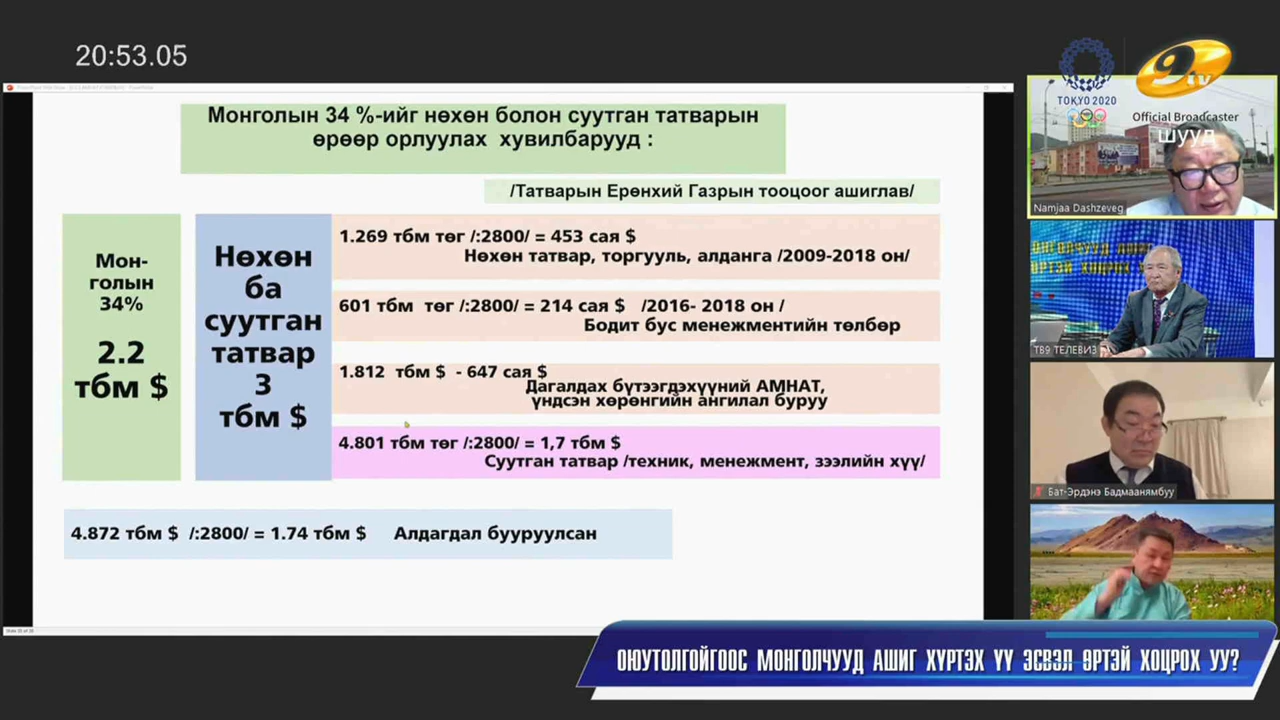 20:53.05
TOKYO 2020
9tv
Official Broadcaster
шууд
Монголын 34 %-ийг нөхөн болон суутган татварын
өрөөр орлуулах хувилбарууд :
/Татварын Ерөнхий Газрын тооцоог ашиглав/
Мон-
голын
34%
2.2
тбм $
Нөхөн
ба
суутган
татвар
3
тбм $
1.269 тбм төг /:2800/ = 453 сая $
Нөхөн татвар, торгууль, алданга /2009-2018 он/
601 тбм төг /:2800/ = 214 сая $ /2016- 2018 он /
Бодит бус менежментийн төлбөр
1.812 тбм $ - 647 сая $
Дагалдах бүтээгдэхүүний АМНАТ,
үндсэн хөрөнгийн ангилал буруу
4.801 тбм төг /:2800/ = 1,7 тбм $
Суутган татвар /техник, менежмент, зээлийн хүү/
4.872 тбм $ /:2800/ = 1.74 тбм $ Алдагдал бууруулсан
Namjaa Dashzeveg
ТВ9 ТЕЛЕВИЗ
Бат-Эрдэнэ Бадмаанямбуу
ОЮУТОЛГОЙГООС МОНГОЛЧУУД АШИГ ХҮРТЭХ ҮҮ ЭСВЭЛ ӨРТЭЙ ХОЦРОХ УУ?